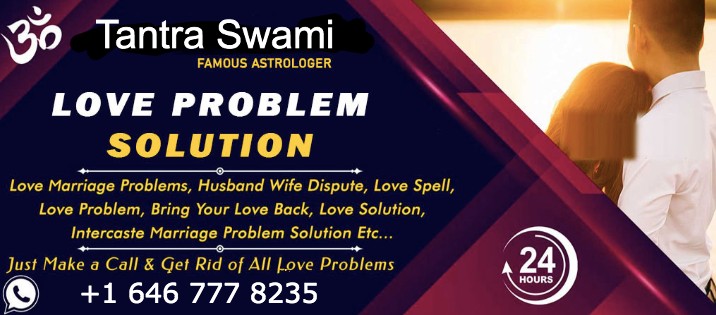 ॐ
Tantra Swami
FAMOUS ASTROLOGER
LOVE PROBLEM
SOLUTION
Love Marriage Problems, Husband Wife Dispute, Love Spell,
Love Problem, Bring Your Love Back, Love Solution,
Intercaste Marriage Problem Solution Etc...
Just Make a Call & Get Rid of All Love Problems
+1 646 777 8235
24
HOURS